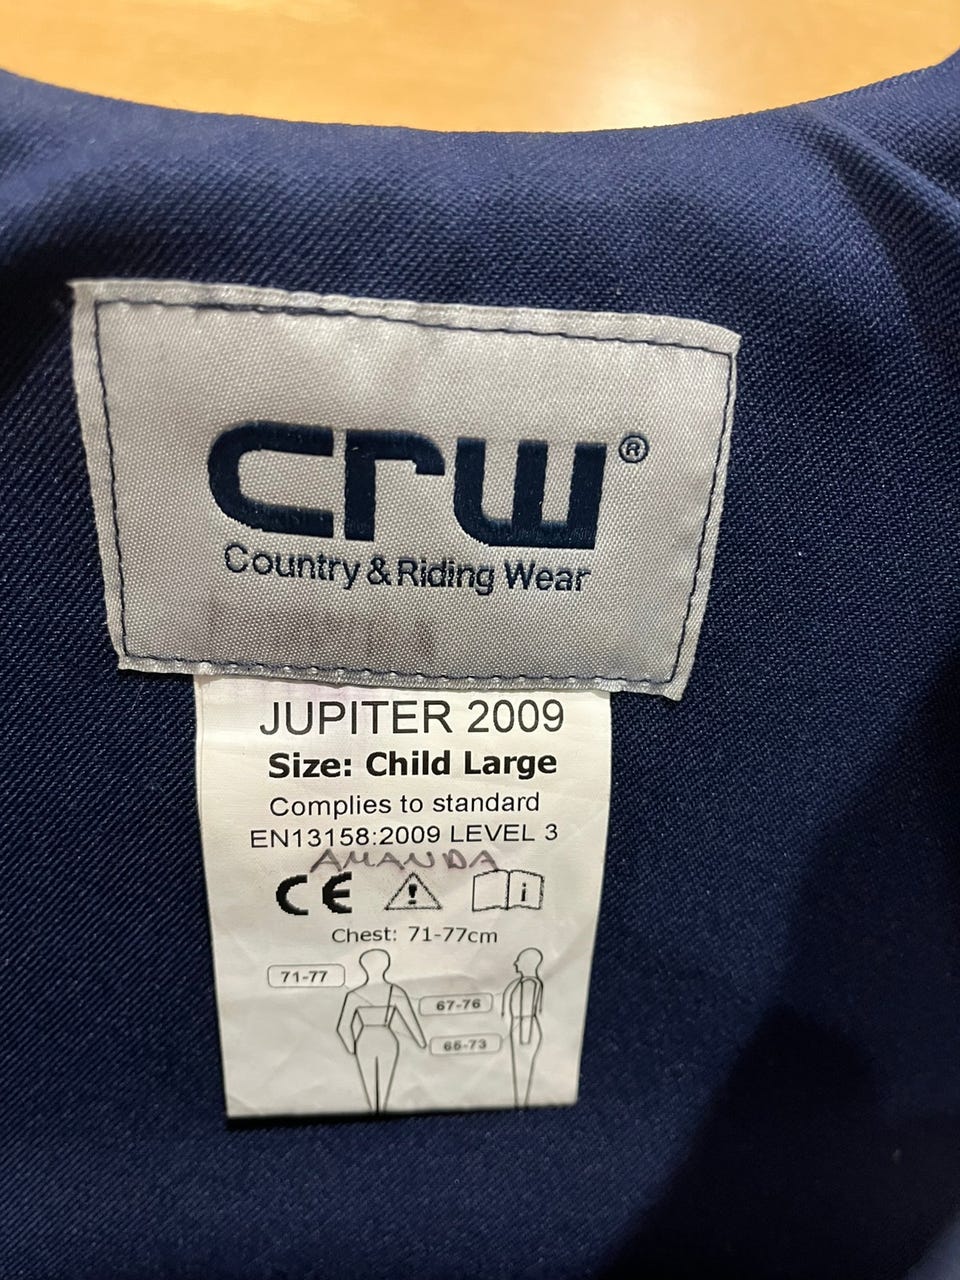 crw®
Country & Riding Wear
JUPITER 2009
Size: Child Large
Complies to standard
EN13158:2009 LEVEL 3
AMANDA
CE
Chest: 71-77cm
71-77
67-76
65-73